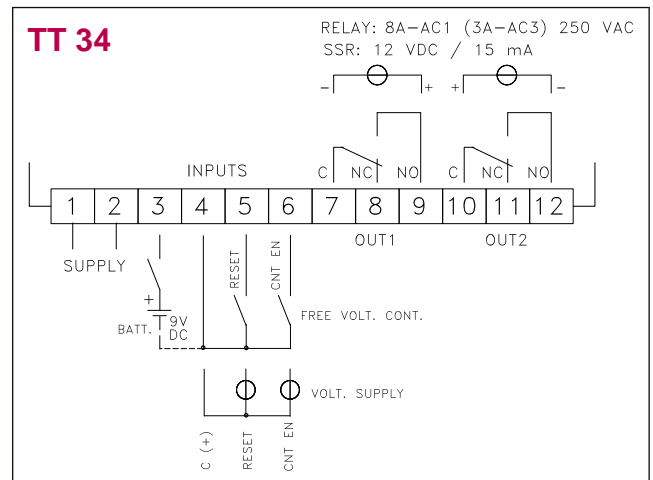 TT 34
RELAY: 8A-AC1 (3A-AC3) 250 VAC
SSR: 12 VDC / 15 mA
- + + -
INPUTS
C NC NO C NC NO
1 2 3 4 5 6 7 8 9 10 11 12
SUPPLY
OUT1 OUT2
RESET
CNT EN
+
BATT.
9V
DC
FREE VOLT. CONT.
VOLT. SUPPLY
C (+)
RESET
CNT EN